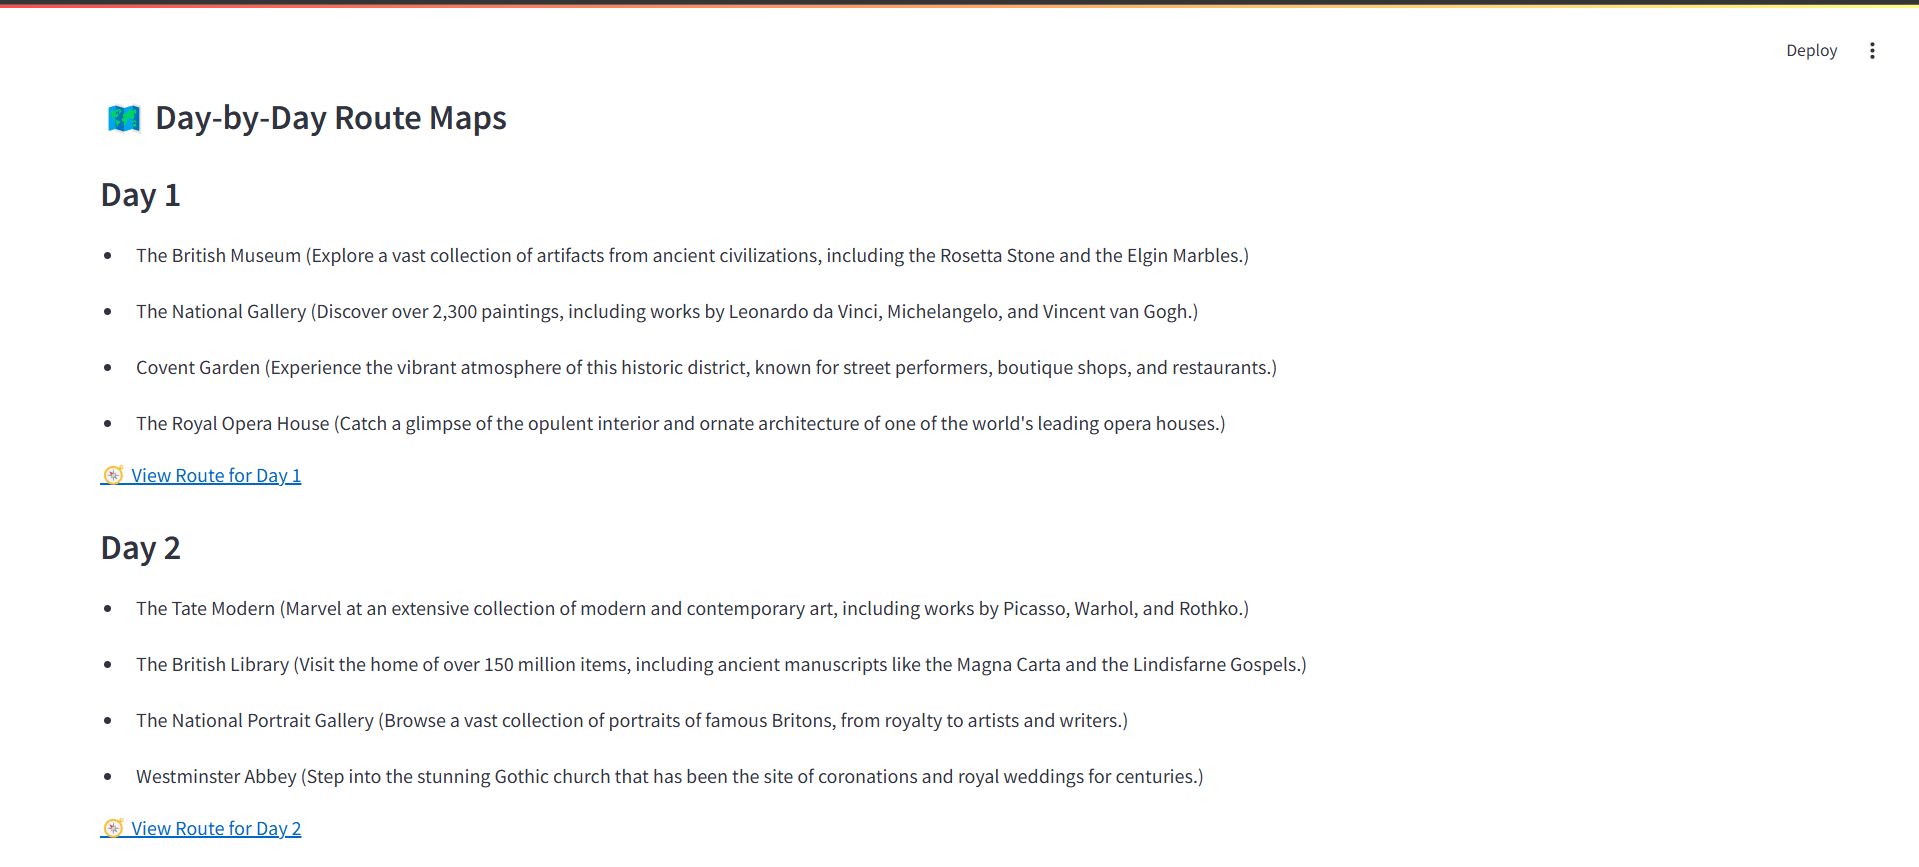 Deploy
Day-by-Day Route Maps
Day 1
The British Museum (Explore a vast collection of artifacts from ancient civilizations, including the Rosetta Stone and the Elgin Marbles.)
The National Gallery (Discover over 2,300 paintings, including works by Leonardo da Vinci, Michelangelo, and Vincent van Gogh.)
Covent Garden (Experience the vibrant atmosphere of this historic district, known for street performers, boutique shops, and restaurants.)
The Royal Opera House (Catch a glimpse of the opulent interior and ornate architecture of one of the world's leading opera houses.)
View Route for Day 1
Day 2
The Tate Modern (Marvel at an extensive collection of modern and contemporary art, including works by Picasso, Warhol, and Rothko.)
The British Library (Visit the home of over 150 million items, including ancient manuscripts like the Magna Carta and the Lindisfarne Gospels.)
The National Portrait Gallery (Browse a vast collection of portraits of famous Britons, from royalty to artists and writers.)
Westminster Abbey (Step into the stunning Gothic church that has been the site of coronations and royal weddings for centuries.)
View Route for Day 2